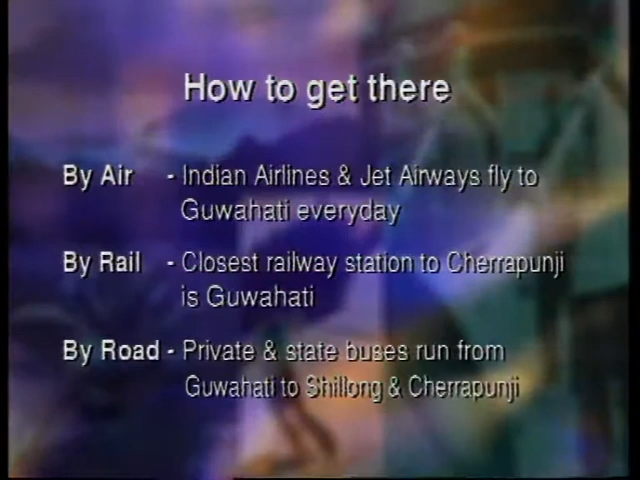 How to get there
By Air - Indian Airlines & Jet Airways fly to
Guwahati everyday
By Rail - Closest railway station to Cherrapunji
is Guwahati
By Road - Private & state buses run from
Guwahati to Shillong & Cherrapunji